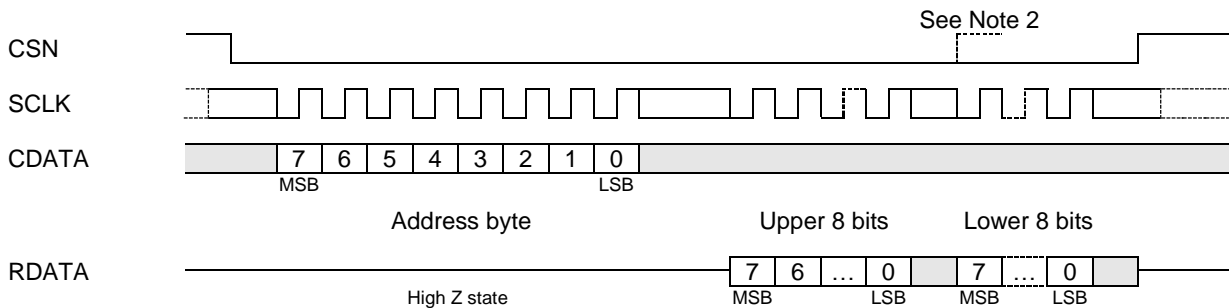 See Note 2
CSN
SCLK
CDATA
7 6 5 4 3 2 1 0
MSB LSB
Address byte Upper 8 bits Lower 8 bits
RDATA
7 6 ... 0 7 ... 0
High Z state MSB LSB MSB LSB